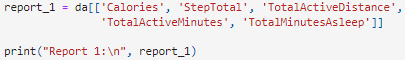 report_1 = da[['Calories', 'StepTotal', 'TotalActiveDistance',
'TotalActiveMinutes', 'TotalMinutesAsleep']]
print("Report 1:\n", report_1)